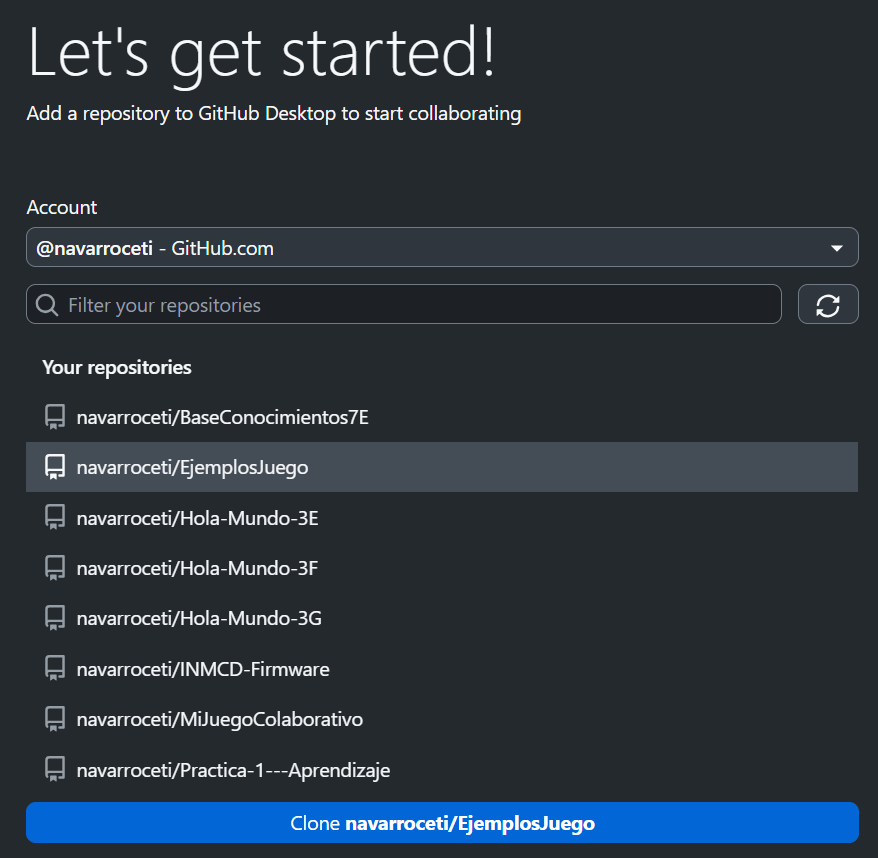 Let's get started!
Add a repository to GitHub Desktop to start collaborating
Account
@navarroceti - GitHub.com
Filter your repositories
Your repositories
navarroceti/BaseConocimientos7E
navarroceti/EjemplosJuego
navarroceti/Hola-Mundo-3E
navarroceti/Hola-Mundo-3F
navarroceti/Hola-Mundo-3G
navarroceti/INMCD-Firmware
navarroceti/MiJuegoColaborativo
navarroceti/Practica-1---Aprendizaje
Clone navarroceti/EjemplosJuego